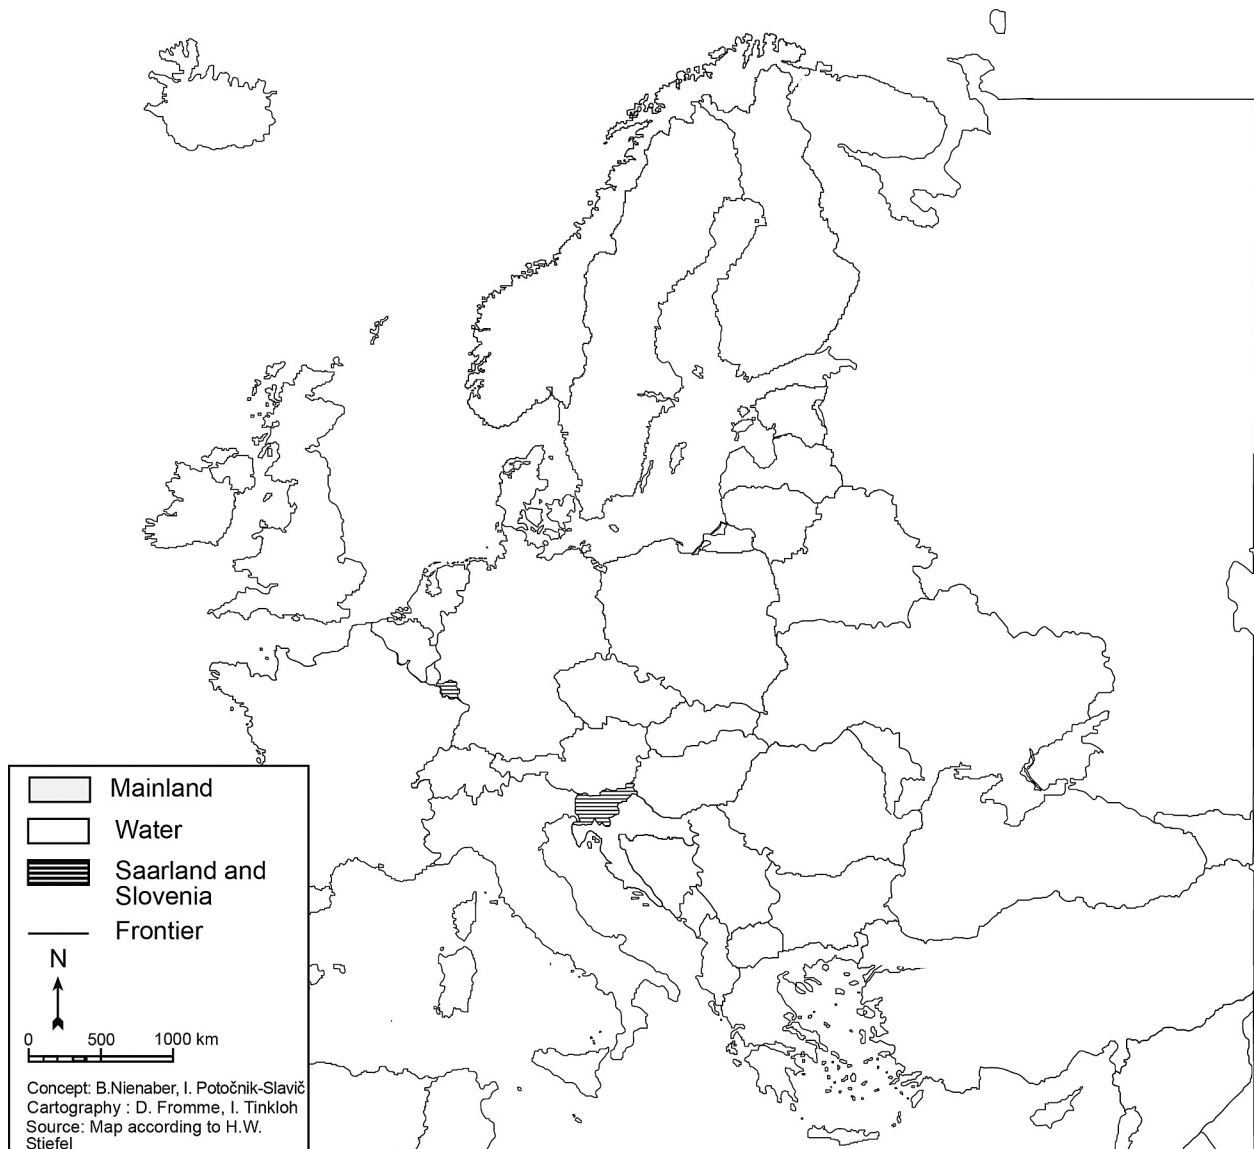 Mainland
Water
Saarland and
Slovenia
Frontier
N
0 500 1000 km
Concept: B.Nienaber, I. Potočnik-Slavič
Cartography : D. Fromme, I. Tinkloh
Source: Map according to H.W.
Stiefel